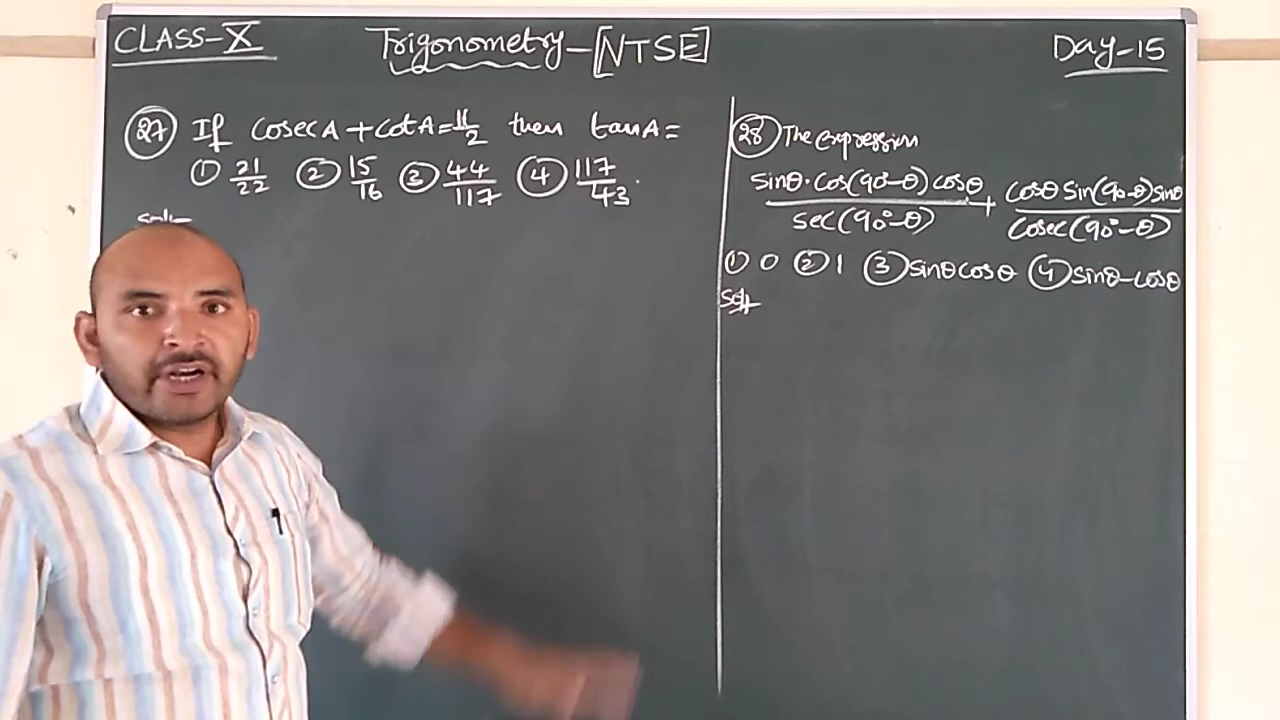 CLASS-X Trigonometry-[NTSE] Day-15
27 If cosecA+cotA=11/2 then tanA=
① 21/22 ② 15/16 ③ 44/117 ④ 117/43.
Soln
28 The expression
sinθ·cos(90°-θ)cosθ/sec(90°-θ) + cosθ sin(90-θ)sinθ/cosec(90°-θ)
① 0 ② 1 ③ sinθcosθ ④ sinθ-cosθ
Sol